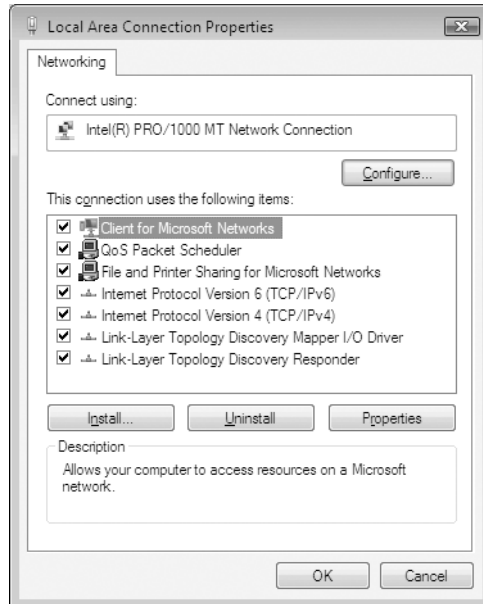 Local Area Connection Properties
Networking
Connect using:
Intel(R) PRO/1000 MT Network Connection
Configure...
This connection uses the following items:
Client for Microsoft Networks
QoS Packet Scheduler
File and Printer Sharing for Microsoft Networks
Internet Protocol Version 6 (TCP/IPv6)
Internet Protocol Version 4 (TCP/IPv4)
Link-Layer Topology Discovery Mapper I/O Driver
Link-Layer Topology Discovery Responder
Install... Uninstall Properties
Description
Allows your computer to access resources on a Microsoft
network.
OK Cancel